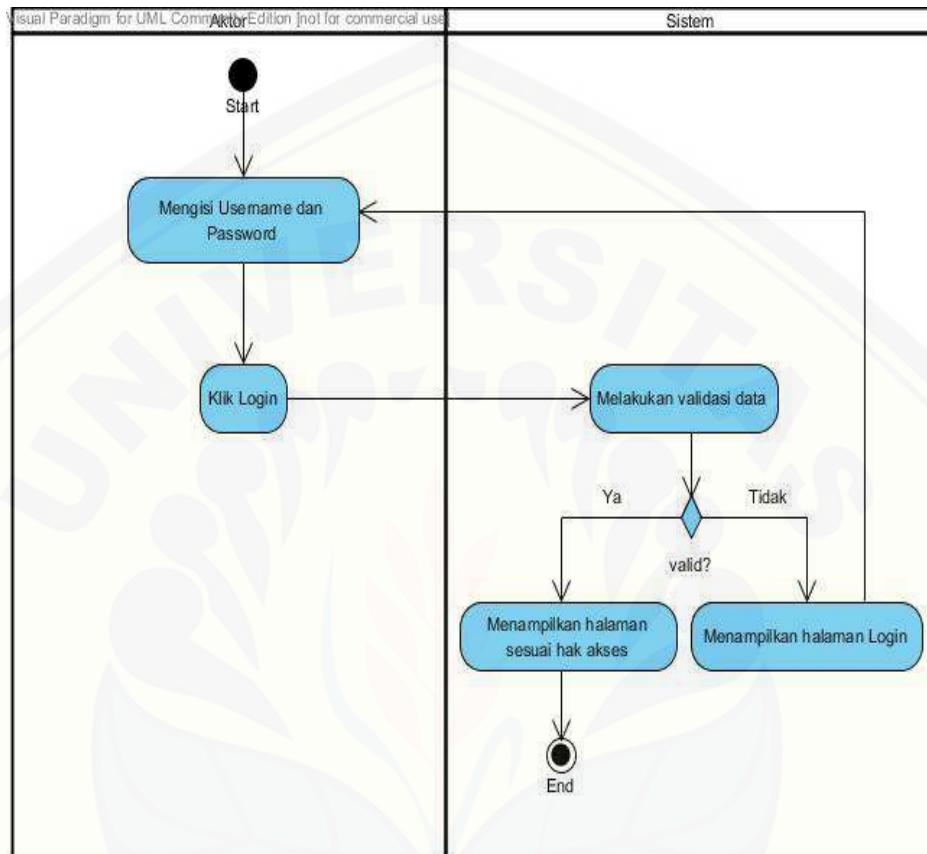 Visual Paradigm for UML Community Edition [not for commercial use]
Aktor
Sistem
Start
Mengisi Username dan
Password
Klik Login
Melakukan validasi data
Ya
Tidak
valid?
Menampilkan halaman
sesuai hak akses
Menampilkan halaman Login
End
UNIVERSITAS